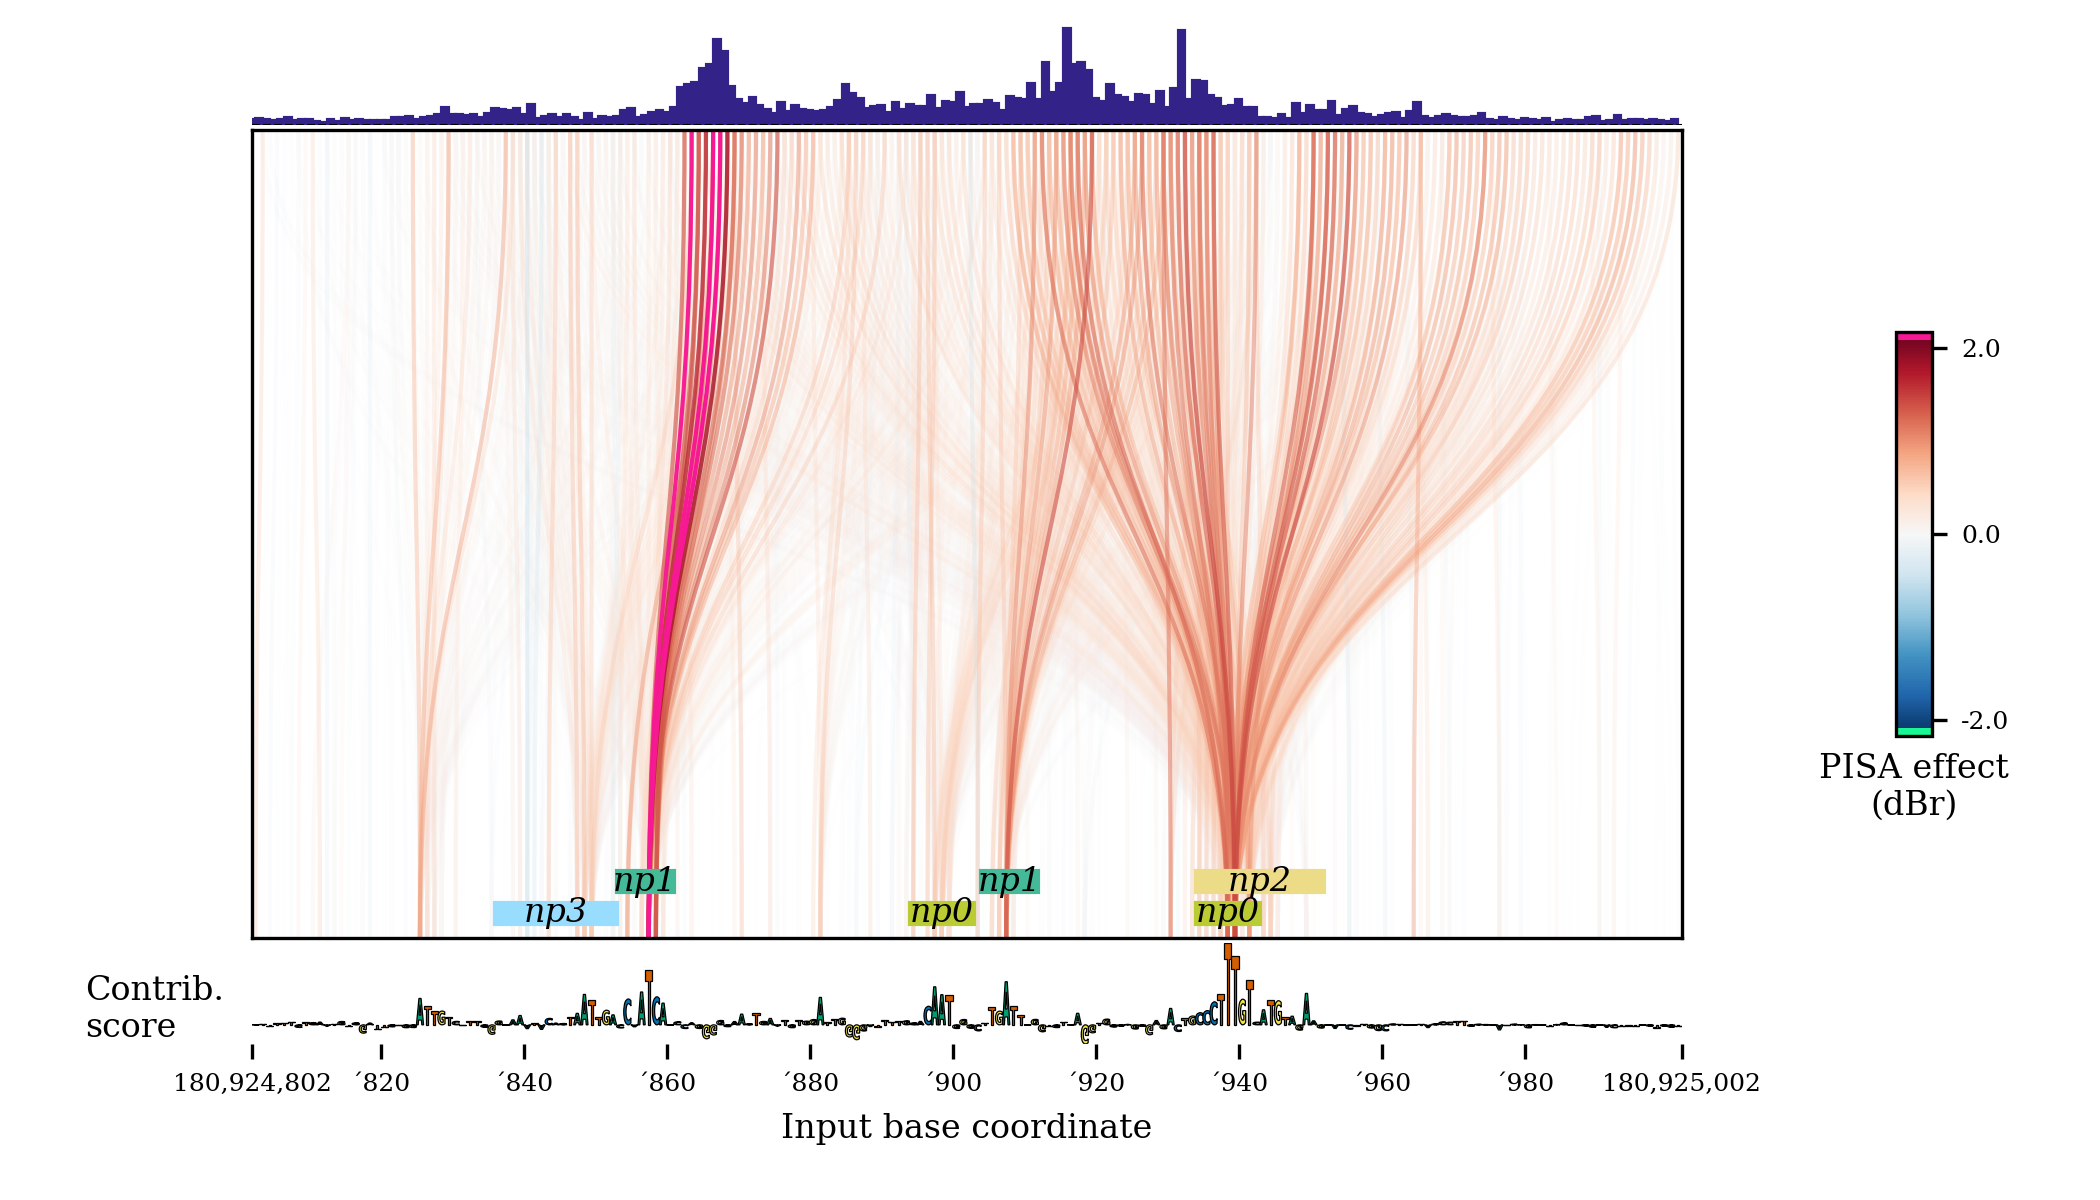 2.0
0.0
-2.0
PISA effect
(dBr)
np1
np1
np2
np3
np0
np0
Contrib.
score
180,924,802
´820
´840
´860
´880
´900
´920
´940
´960
´980
180,925,002
Input base coordinate